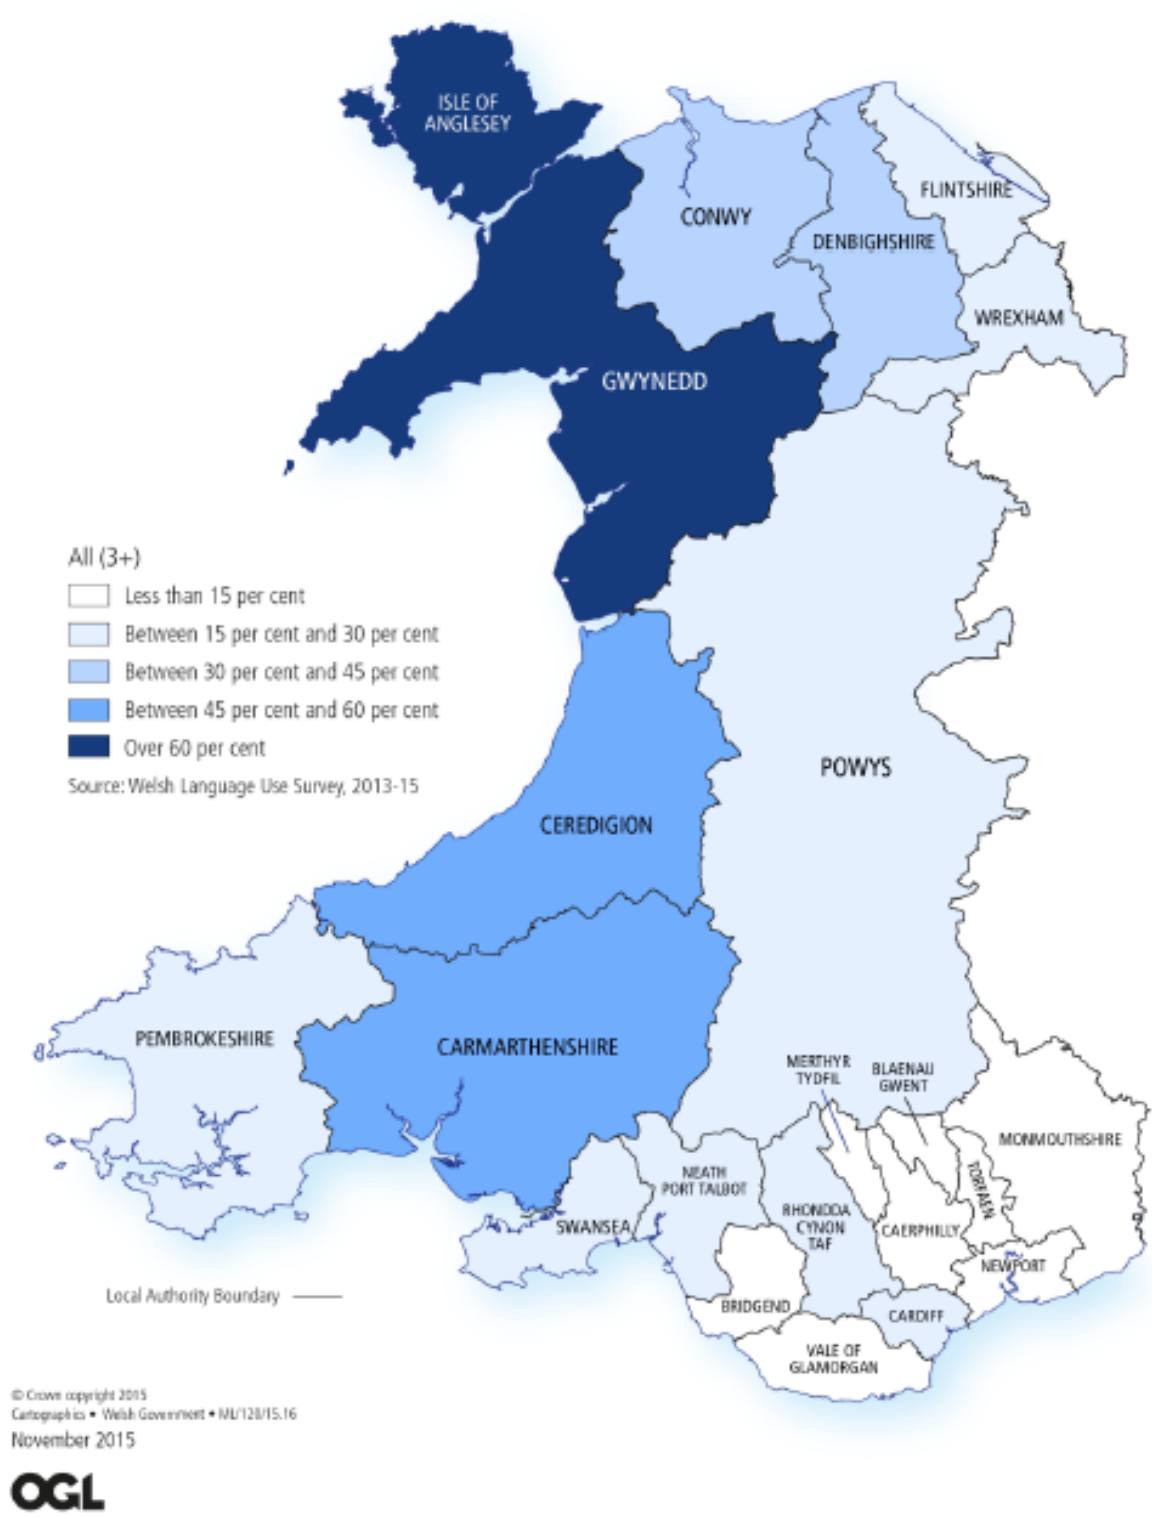 ISLE OF
ANGLESEY
FLINTSHIRE
CONWY
DENBIGHSHIRE
WREXHAM
GWYNEDD
All (3+)
Less than 15 per cent
Between 15 per cent and 30 per cent
Between 30 per cent and 45 per cent
Between 45 per cent and 60 per cent
Over 60 per cent
Source: Welsh Language Use Survey, 2013-15
POWYS
CEREDIGION
PEMBROKESHIRE
CARMARTHENSHIRE
MERTHYR
TYDFIL
BLAENAU
GWENT
MONMOUTHSHIRE
NEATH
PORT TALBOT
TORFAEN
RHONDDA
CYNON
TAF
SWANSEA
CAERPHILLY
NEWPORT
BRIDGEND
CARDIFF
VALE OF
GLAMORGAN
Local Authority Boundary
© Crown copyright 2015
Cartographics • Welsh Government • ML/120/15.16
November 2015
OGL